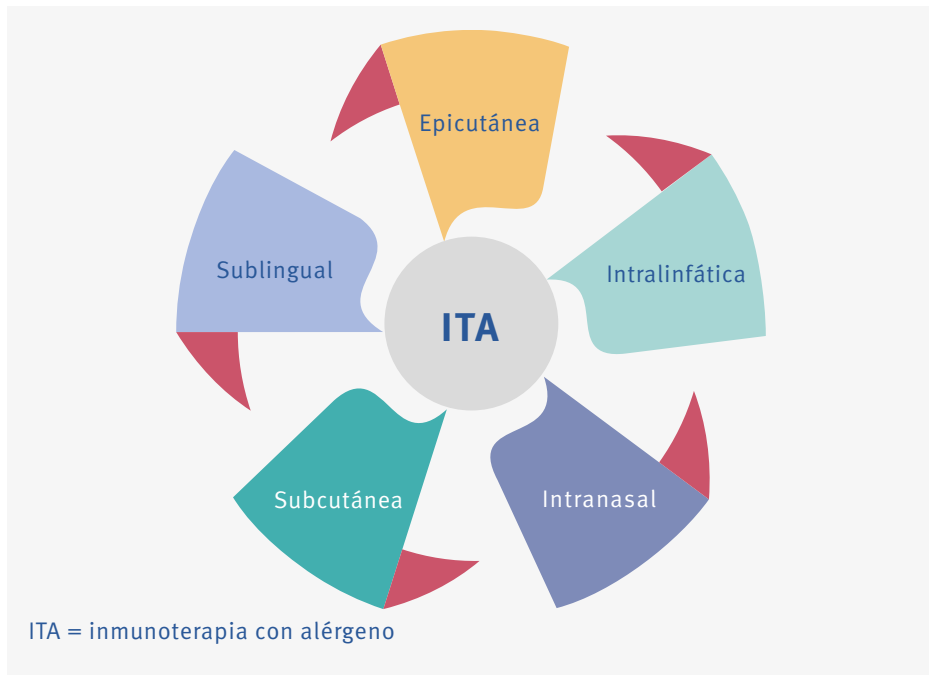 Epicutánea
Intralinfática
Sublingual
ITA
Subcutánea
Intranasal
ITA = inmunoterapia con alérgeno